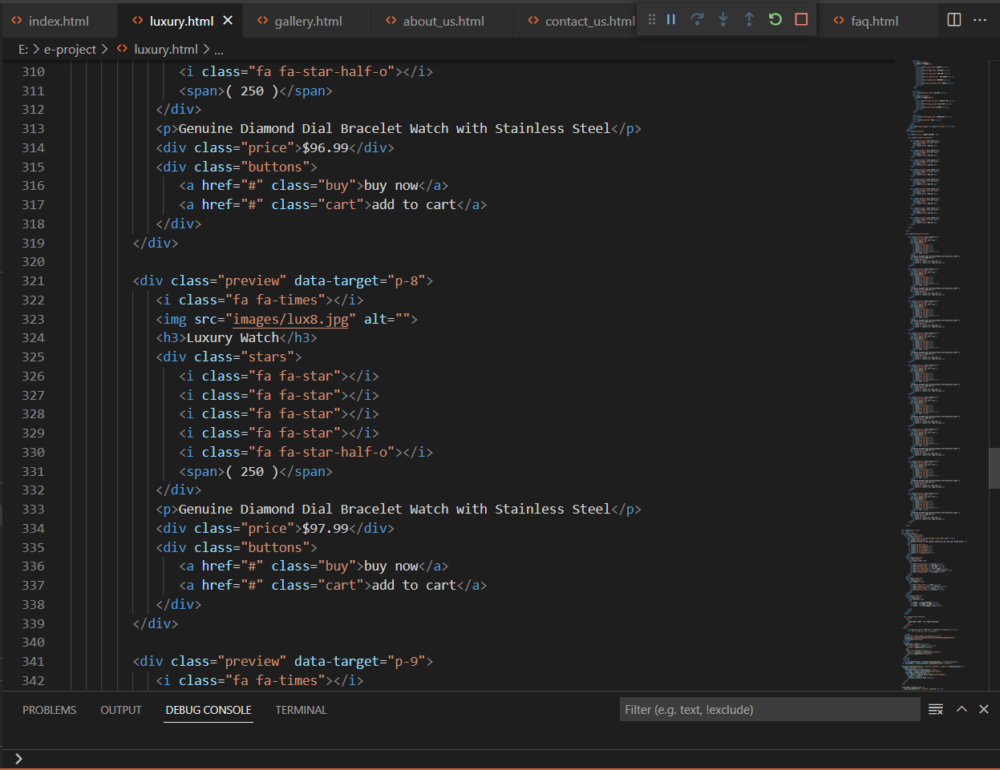 index.html
luxury.html
gallery.html
about_us.html
contact_us.html
faq.html
E: > e-project > luxury.html > ...
310 <i class="fa fa-star-half-o"></i>
311 <span>( 250 )</span>
312 </div>
313 <p>Genuine Diamond Dial Bracelet Watch with Stainless Steel</p>
314 <div class="price">$96.99</div>
315 <div class="buttons">
316 <a href="#" class="buy">buy now</a>
317 <a href="#" class="cart">add to cart</a>
318 </div>
319 </div>
320
321 <div class="preview" data-target="p-8">
322 <i class="fa fa-times"></i>
323 <img src="images/lux8.jpg" alt="">
324 <h3>Luxury Watch</h3>
325 <div class="stars">
326 <i class="fa fa-star"></i>
327 <i class="fa fa-star"></i>
328 <i class="fa fa-star"></i>
329 <i class="fa fa-star"></i>
330 <i class="fa fa-star-half-o"></i>
331 <span>( 250 )</span>
332 </div>
333 <p>Genuine Diamond Dial Bracelet Watch with Stainless Steel</p>
334 <div class="price">$97.99</div>
335 <div class="buttons">
336 <a href="#" class="buy">buy now</a>
337 <a href="#" class="cart">add to cart</a>
338 </div>
339 </div>
340
341 <div class="preview" data-target="p-9">
342 <i class="fa fa-times"></i>
PROBLEMS OUTPUT DEBUG CONSOLE TERMINAL
Filter (e.g. text, !exclude)